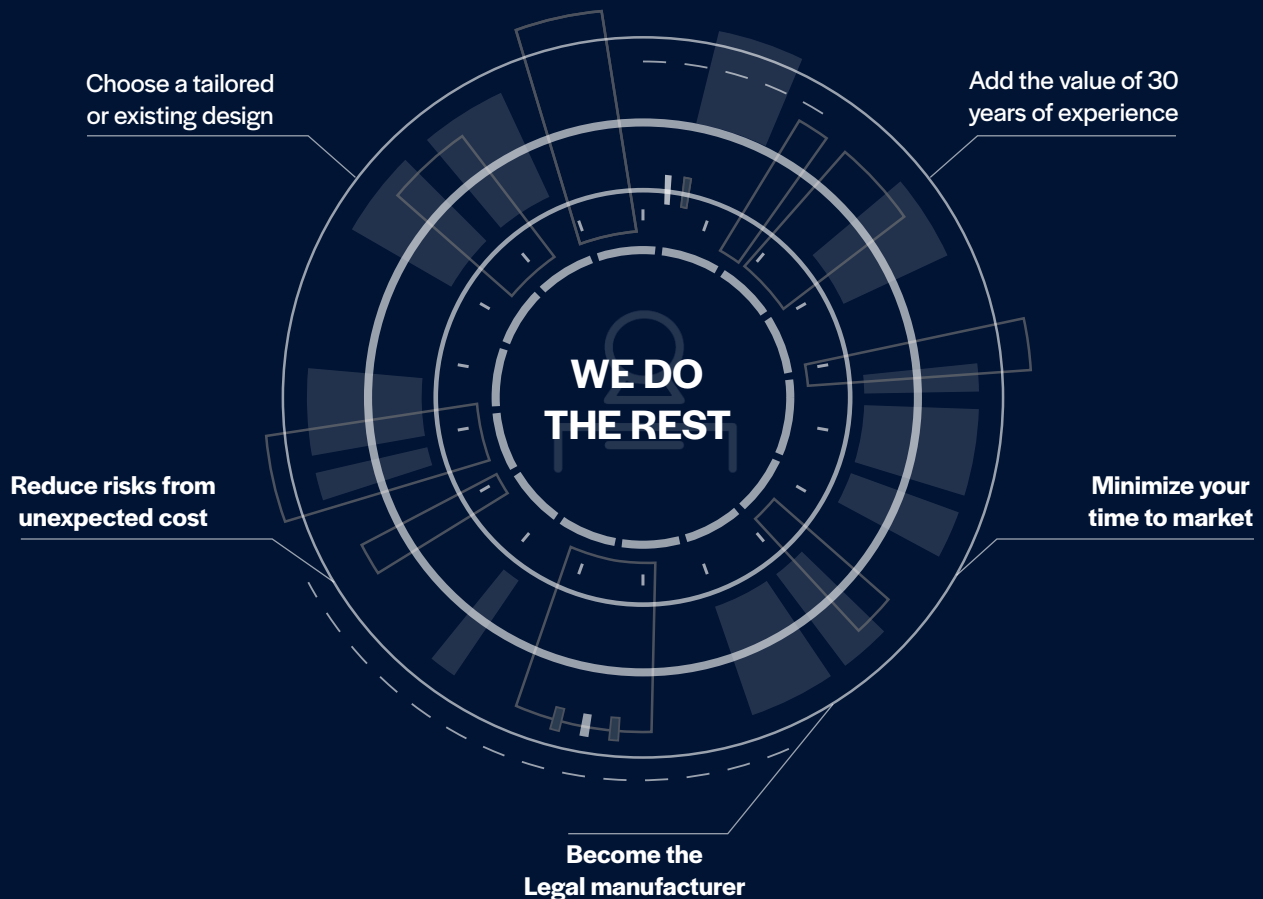 Choose a tailored
or existing design
Add the value of 30
years of experience
WE DO
THE REST
Reduce risks from
unexpected cost
Minimize your
time to market
Become the
Legal manufacturer